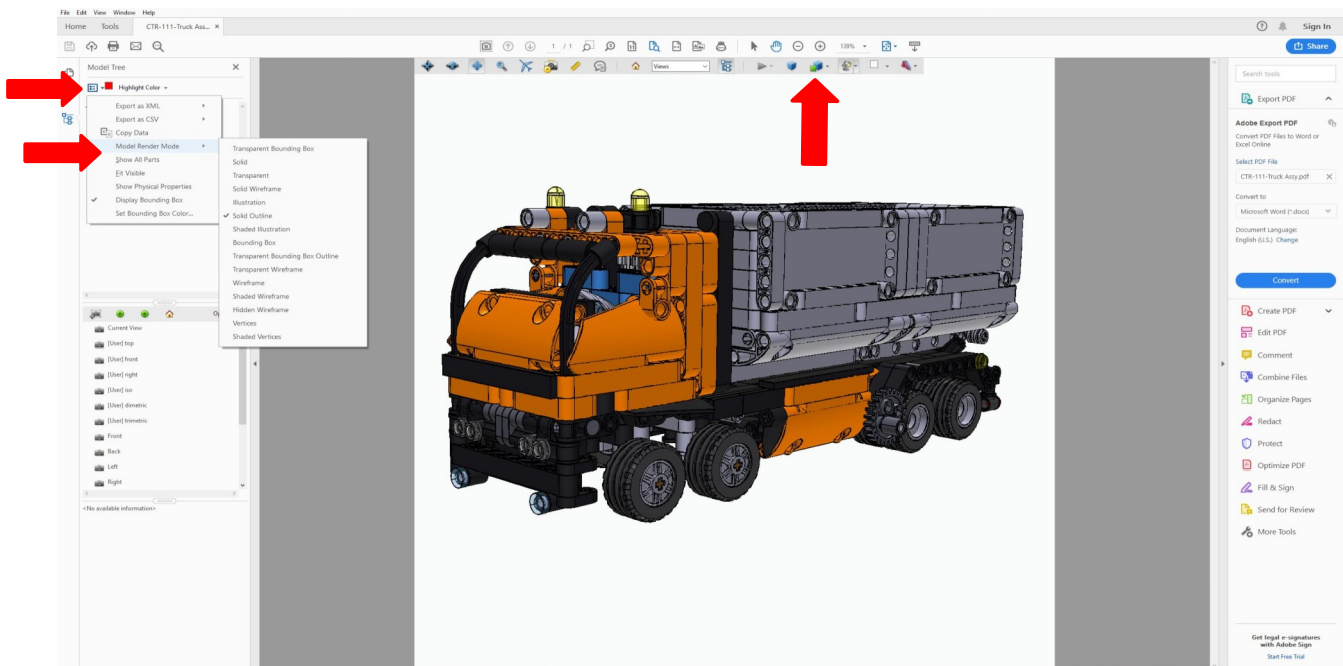 File Edit View Window Help
Home Tools CTR-111-Truck Ass... × Sign In
1 / 1 139% Share
Model Tree ×
Views
Highlight Color
Export as XML
Export as CSV
Copy Data
Model Render Mode
Show All Parts
Fit Visible
Show Physical Properties
Display Bounding Box
Set Bounding Box Color...
Transparent Bounding Box
Solid
Transparent
Solid Wireframe
Illustration
Solid Outline
Shaded Illustration
Bounding Box
Transparent Bounding Box Outline
Transparent Wireframe
Wireframe
Shaded Wireframe
Hidden Wireframe
Vertices
Shaded Vertices
Current View
[User] top
[User] front
[User] right
[User] iso
[User] dimetric
[User] trimetric
Front
Back
Left
Right
<No available information>
Search tools
Export PDF
Adobe Export PDF
Convert PDF Files to Word or
Excel Online
Select PDF File
CTR-111-Truck Assy.pdf ×
Convert to
Microsoft Word (*.docx)
Document Language:
English (U.S.) Change
Convert
Create PDF
Edit PDF
Comment
Combine Files
Organize Pages
Redact
Protect
Optimize PDF
Fill & Sign
Send for Review
More Tools
Get legal e-signatures
with Adobe Sign
Start Free Trial